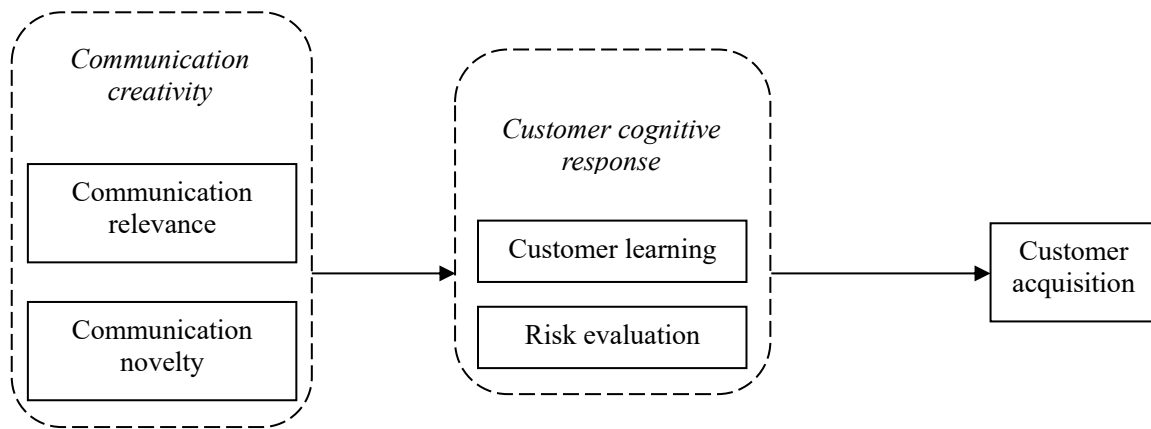 Communication
creativity
Communication
relevance
Communication
novelty
Customer cognitive
response
Customer learning
Risk evaluation
Customer
acquisition